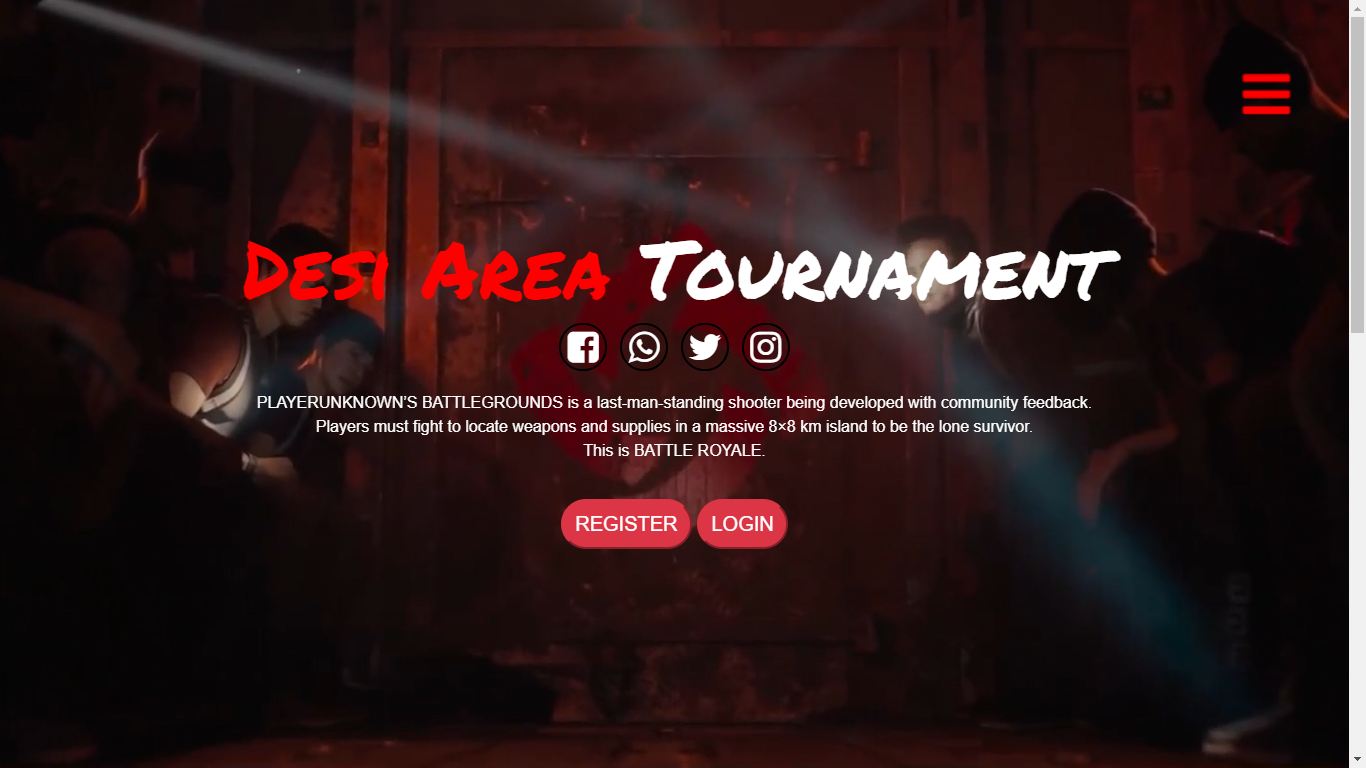 Desi Area Tournament
PLAYERUNKNOWN'S BATTLEGROUNDS is a last-man-standing shooter being developed with community feedback.
Players must fight to locate weapons and supplies in a massive 8×8 km island to be the lone survivor.
This is BATTLE ROYALE.
REGISTER LOGIN